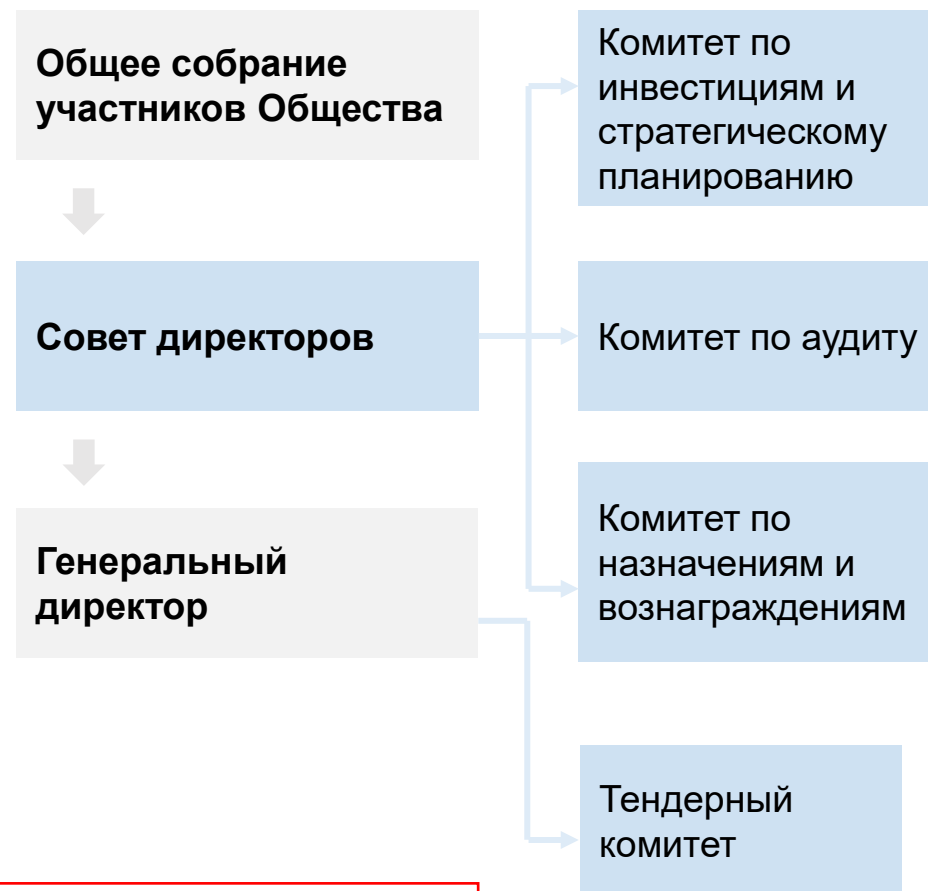 Общее собрание
участников Общества
Совет директоров
Генеральный
директор
Комитет по
инвестициям и
стратегическому
планированию
Комитет по аудиту
Комитет по
назначениям и
вознаграждениям
Тендерный
комитет